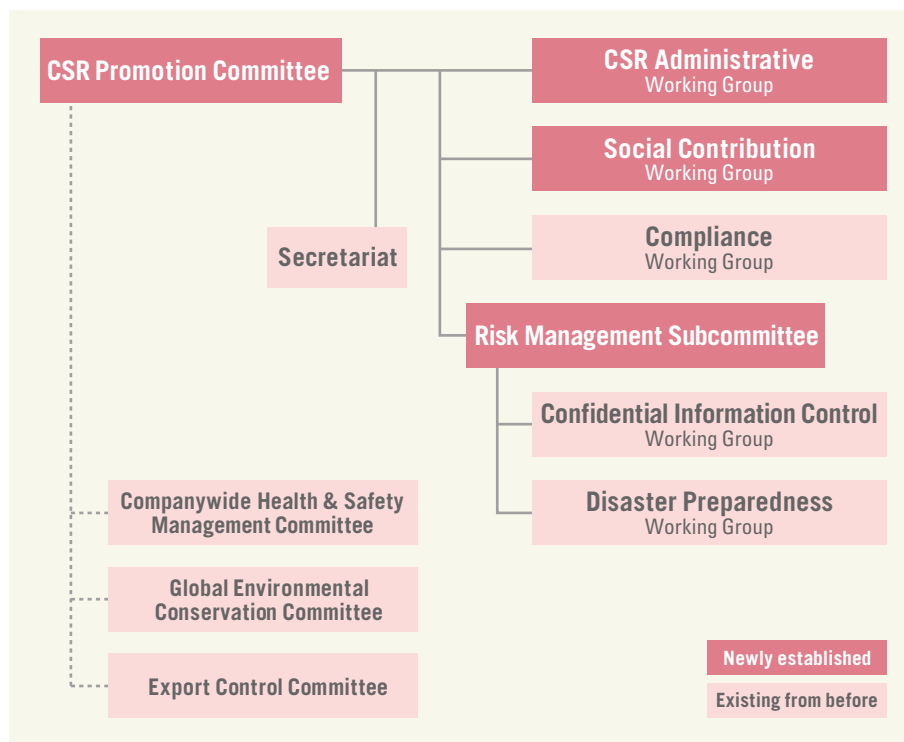 CSR Promotion Committee
CSR Administrative
Working Group
Social Contribution
Working Group
Secretariat
Compliance
Working Group
Risk Management Subcommittee
Confidential Information Control
Working Group
Companywide Health & Safety
Management Committee
Disaster Preparedness
Working Group
Global Environmental
Conservation Committee
Export Control Committee
Newly established
Existing from before